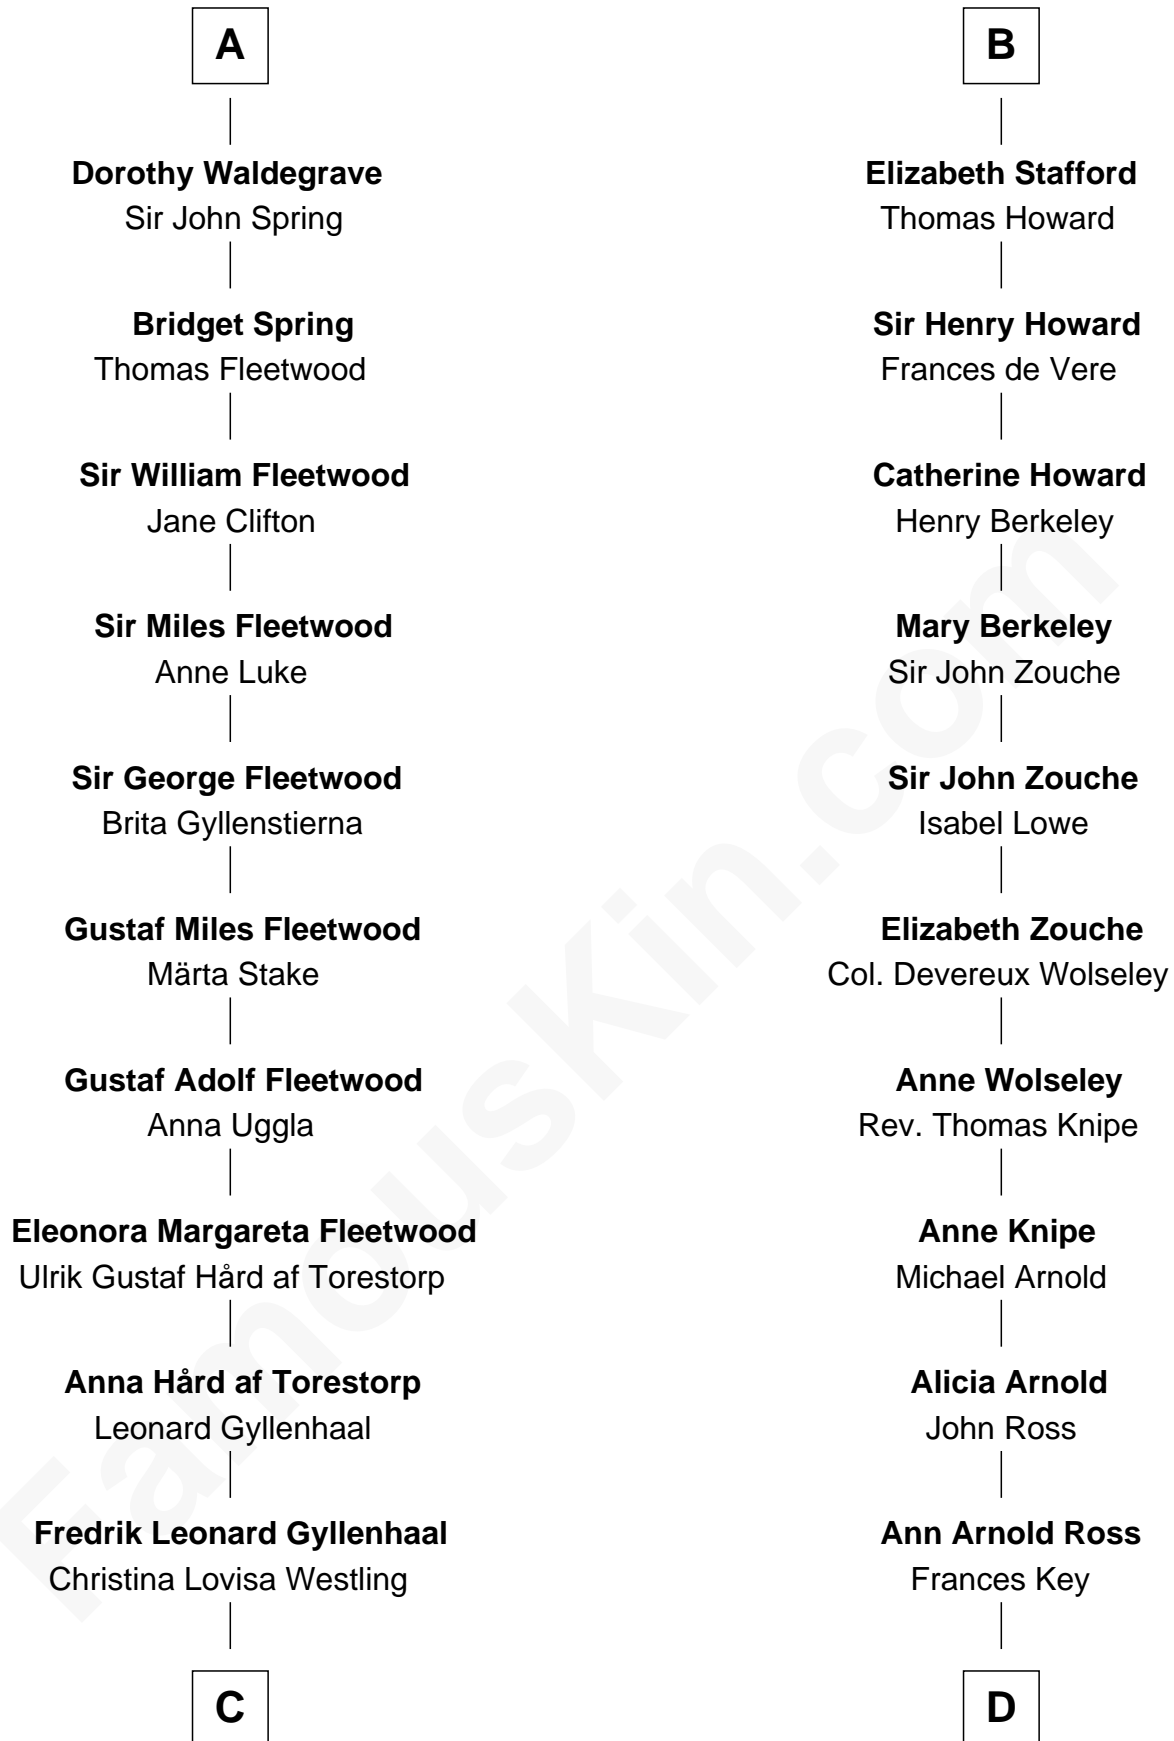 A
Dorothy Waldegrave
Sir John Spring
Bridget Spring
Thomas Fleetwood
Sir William Fleetwood
Jane Clifton
Sir Miles Fleetwood
Anne Luke
Sir George Fleetwood
Brita Gyllenstierna
Gustaf Miles Fleetwood
Märta Stake
Gustaf Adolf Fleetwood
Anna Uggla
Eleonora Margareta Fleetwood
Ulrik Gustaf Hård af Torestorp
Anna Hård af Torestorp
Leonard Gyllenhaal
Fredrik Leonard Gyllenhaal
Christina Lovisa Westling
C
B
Elizabeth Stafford
Thomas Howard
Sir Henry Howard
Frances de Vere
Catherine Howard
Henry Berkeley
Mary Berkeley
Sir John Zouche
Sir John Zouche
Isabel Lowe
Elizabeth Zouche
Col. Devereux Wolseley
Anne Wolseley
Rev. Thomas Knipe
Anne Knipe
Michael Arnold
Alicia Arnold
John Ross
Ann Arnold Ross
Frances Key
D
FamousKin.com